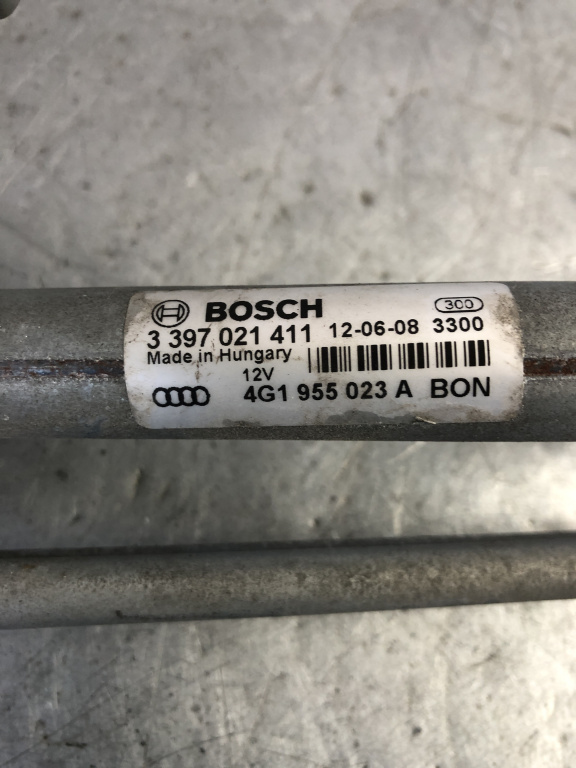 BOSCH 300
3 397 021 411 12-06-08 3300
Made in Hungary
12V
4G1 955 023 A BON